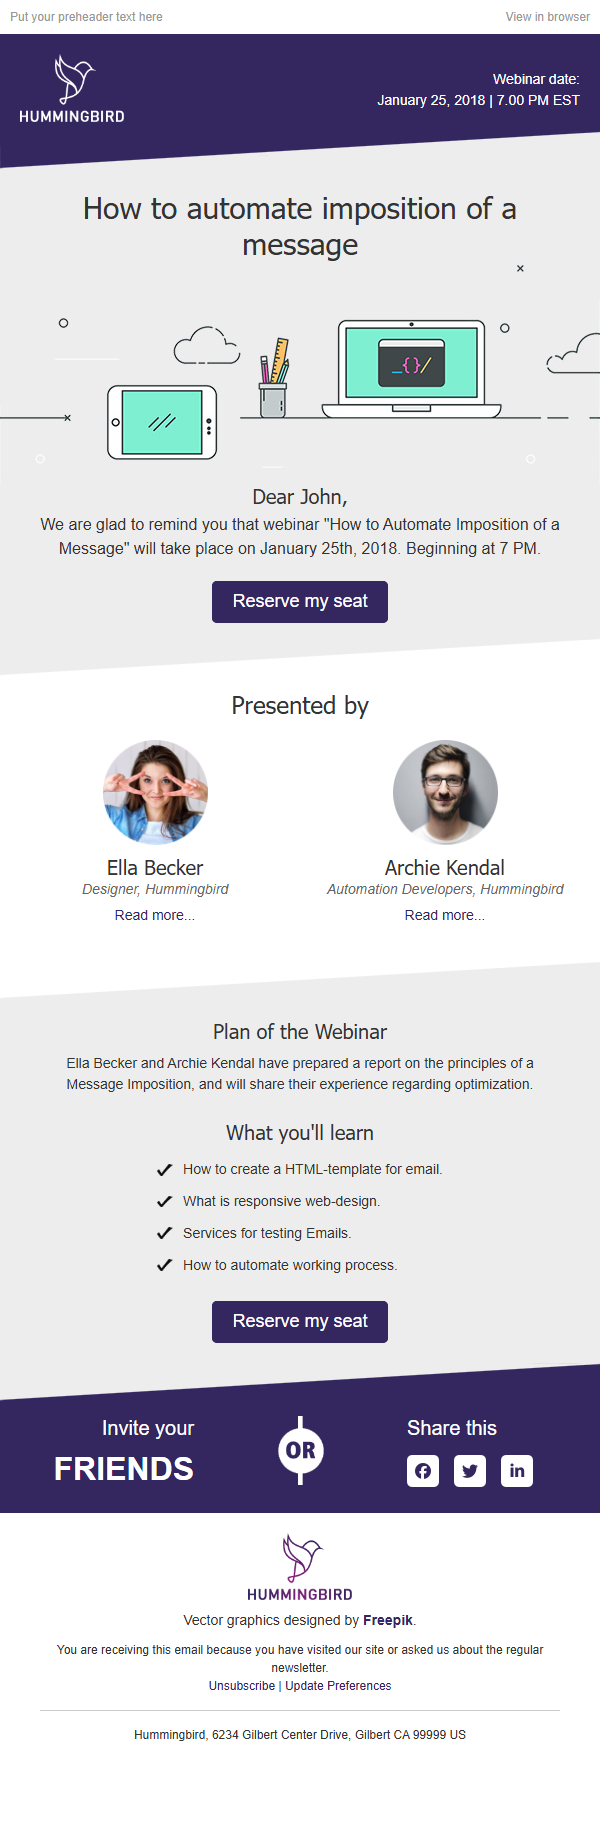 Put your preheader text here
View in browser
HUMMINGBIRD
Webinar date:
January 25, 2018 | 7.00 PM EST
How to automate imposition of a
message
_{}/
Dear John,
We are glad to remind you that webinar "How to Automate Imposition of a
Message" will take place on January 25th, 2018. Beginning at 7 PM.
Reserve my seat
Presented by
Ella Becker
Designer, Hummingbird
Read more...
Archie Kendal
Automation Developers, Hummingbird
Read more...
Plan of the Webinar
Ella Becker and Archie Kendal have prepared a report on the principles of a
Message Imposition, and will share their experience regarding optimization.
What you'll learn
How to create a HTML-template for email.
What is responsive web-design.
Services for testing Emails.
How to automate working process.
Reserve my seat
Invite your
FRIENDS
OR
Share this
in
HUMMINGBIRD
Vector graphics designed by Freepik.
You are receiving this email because you have visited our site or asked us about the regular
newsletter.
Unsubscribe | Update Preferences
Hummingbird, 6234 Gilbert Center Drive, Gilbert CA 99999 US